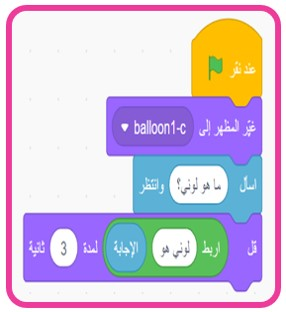 عند نقر
غيّر المظهر إلى balloon1-c
اسأل ما هو لوني؟ وانتظر
قل اربط لوني هو الإجابة لمدة 3 ثانية